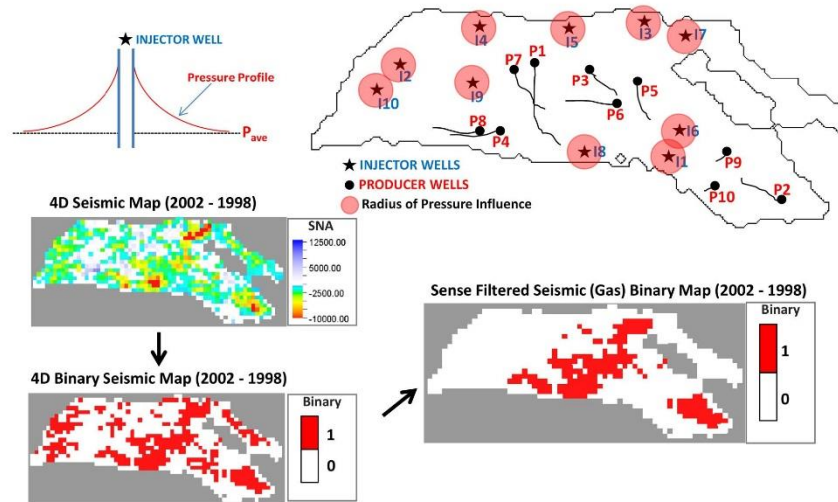 INJECTOR WELL
Pressure Profile
Pave
I4
I5
I3
I7
P7
P1
I2
P3
P5
I10
I9
P6
I6
P8
P4
I8
I1
P9
P10
P2
INJECTOR WELLS
PRODUCER WELLS
Radius of Pressure Influence
4D Seismic Map (2002 - 1998)
SNA
12500.00
5000.00
-2500.00
-10000.00
Sense Filtered Seismic (Gas) Binary Map (2002 - 1998)
Binary
1
0
4D Binary Seismic Map (2002 - 1998)
Binary
1
0